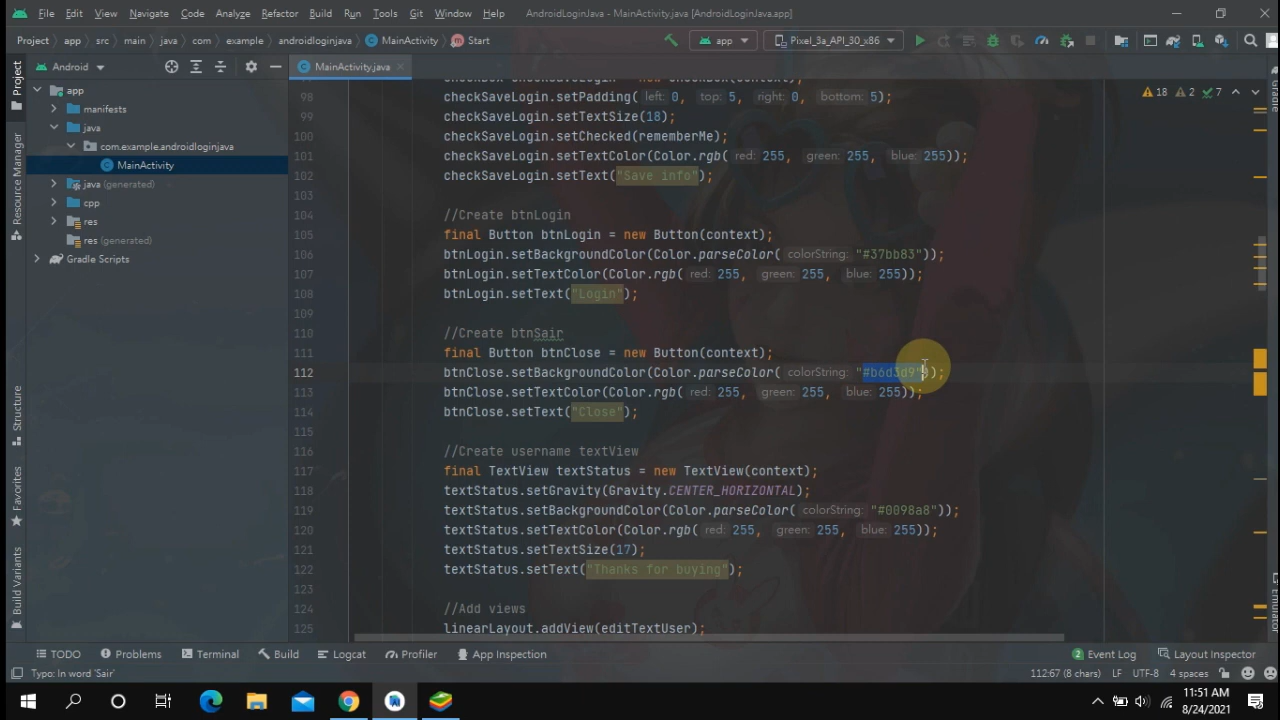 File Edit View Navigate Code Analyze Refactor Build Run Tools Git Window Help AndroidLoginJava - MainActivity.java [AndroidLoginJava.app]
Project app src main java com example androidloginjava MainActivity Start app Pixel_3a_API_30_x86
Project
Resource Manager
Structure
Favorites
Build Variants
Android
app
manifests
java
com.example.androidloginjava
MainActivity
java (generated)
cpp
res
res (generated)
Gradle Scripts
MainActivity.java
18 2 7
98 checkSaveLogin.setPadding( left: 0, top: 5, right: 0, bottom: 5);
99 checkSaveLogin.setTextSize(18);
100 checkSaveLogin.setChecked(rememberMe);
101 checkSaveLogin.setTextColor(Color.rgb( red: 255, green: 255, blue: 255));
102 checkSaveLogin.setText("Save info");
103
104 //Create btnLogin
105 final Button btnLogin = new Button(context);
106 btnLogin.setBackgroundColor(Color.parseColor( colorString: "#37bb83"));
107 btnLogin.setTextColor(Color.rgb( red: 255, green: 255, blue: 255));
108 btnLogin.setText("Login");
109
110 //Create btnSair
111 final Button btnClose = new Button(context);
112 btnClose.setBackgroundColor(Color.parseColor( colorString: "#b6d3d9"));
113 btnClose.setTextColor(Color.rgb( red: 255, green: 255, blue: 255));
114 btnClose.setText("Close");
115
116 //Create username textView
117 final TextView textStatus = new TextView(context);
118 textStatus.setGravity(Gravity.CENTER_HORIZONTAL);
119 textStatus.setBackgroundColor(Color.parseColor( colorString: "#0098a8"));
120 textStatus.setTextColor(Color.rgb( red: 255, green: 255, blue: 255));
121 textStatus.setTextSize(17);
122 textStatus.setText("Thanks for buying");
123
124 //Add views
125 linearLayout.addView(editTextUser);
TODO Problems Terminal Build Logcat Profiler App Inspection 2 Event Log Layout Inspector
Typo: In word 'Sair' 112:67 (8 chars) LF UTF-8 4 spaces
11:51 AM
8/24/2021